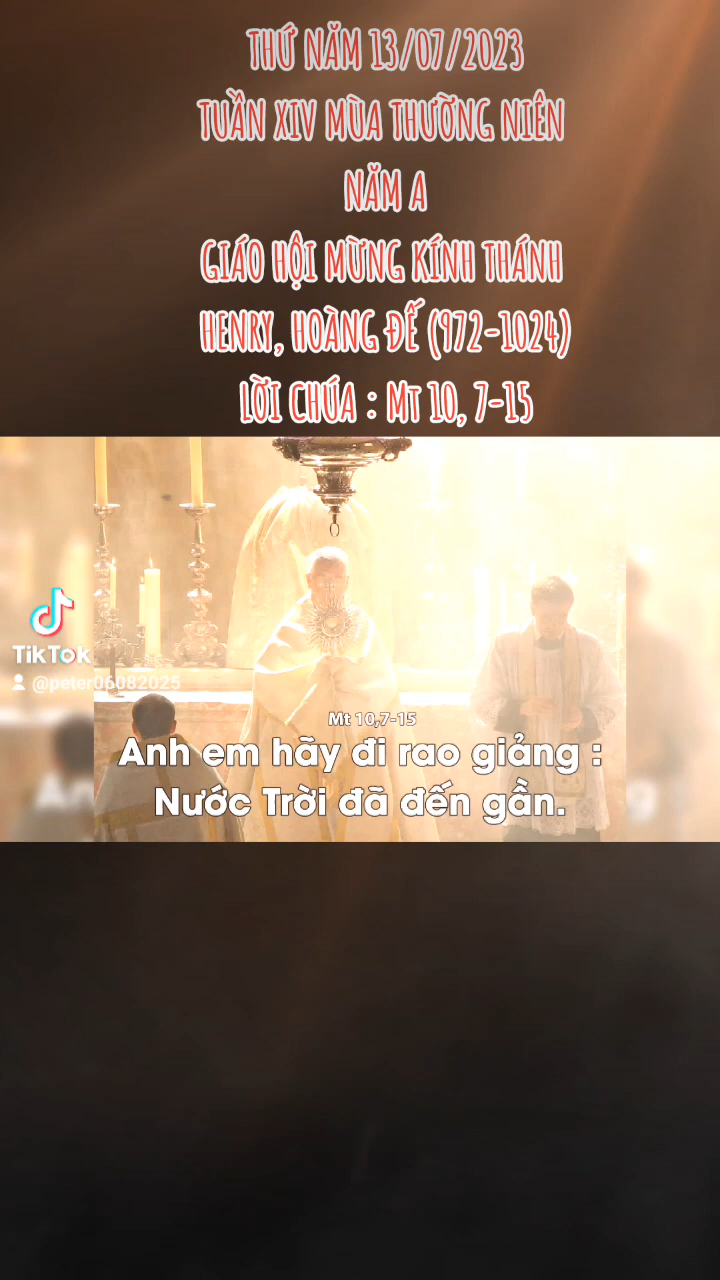 THỨ NĂM 13/07/2023
TUẦN XIV MÙA THƯỜNG NIÊN
NĂM A
GIÁO HỘI MỪNG KÍNH THÁNH
HENRY, HOÀNG ĐẾ (972-1024)
LỜI CHÚA : Mt 10, 7-15
TikTok
@peter06082025
Mt 10,7-15
Anh em hãy đi rao giảng :
Nước Trời đã đến gần.